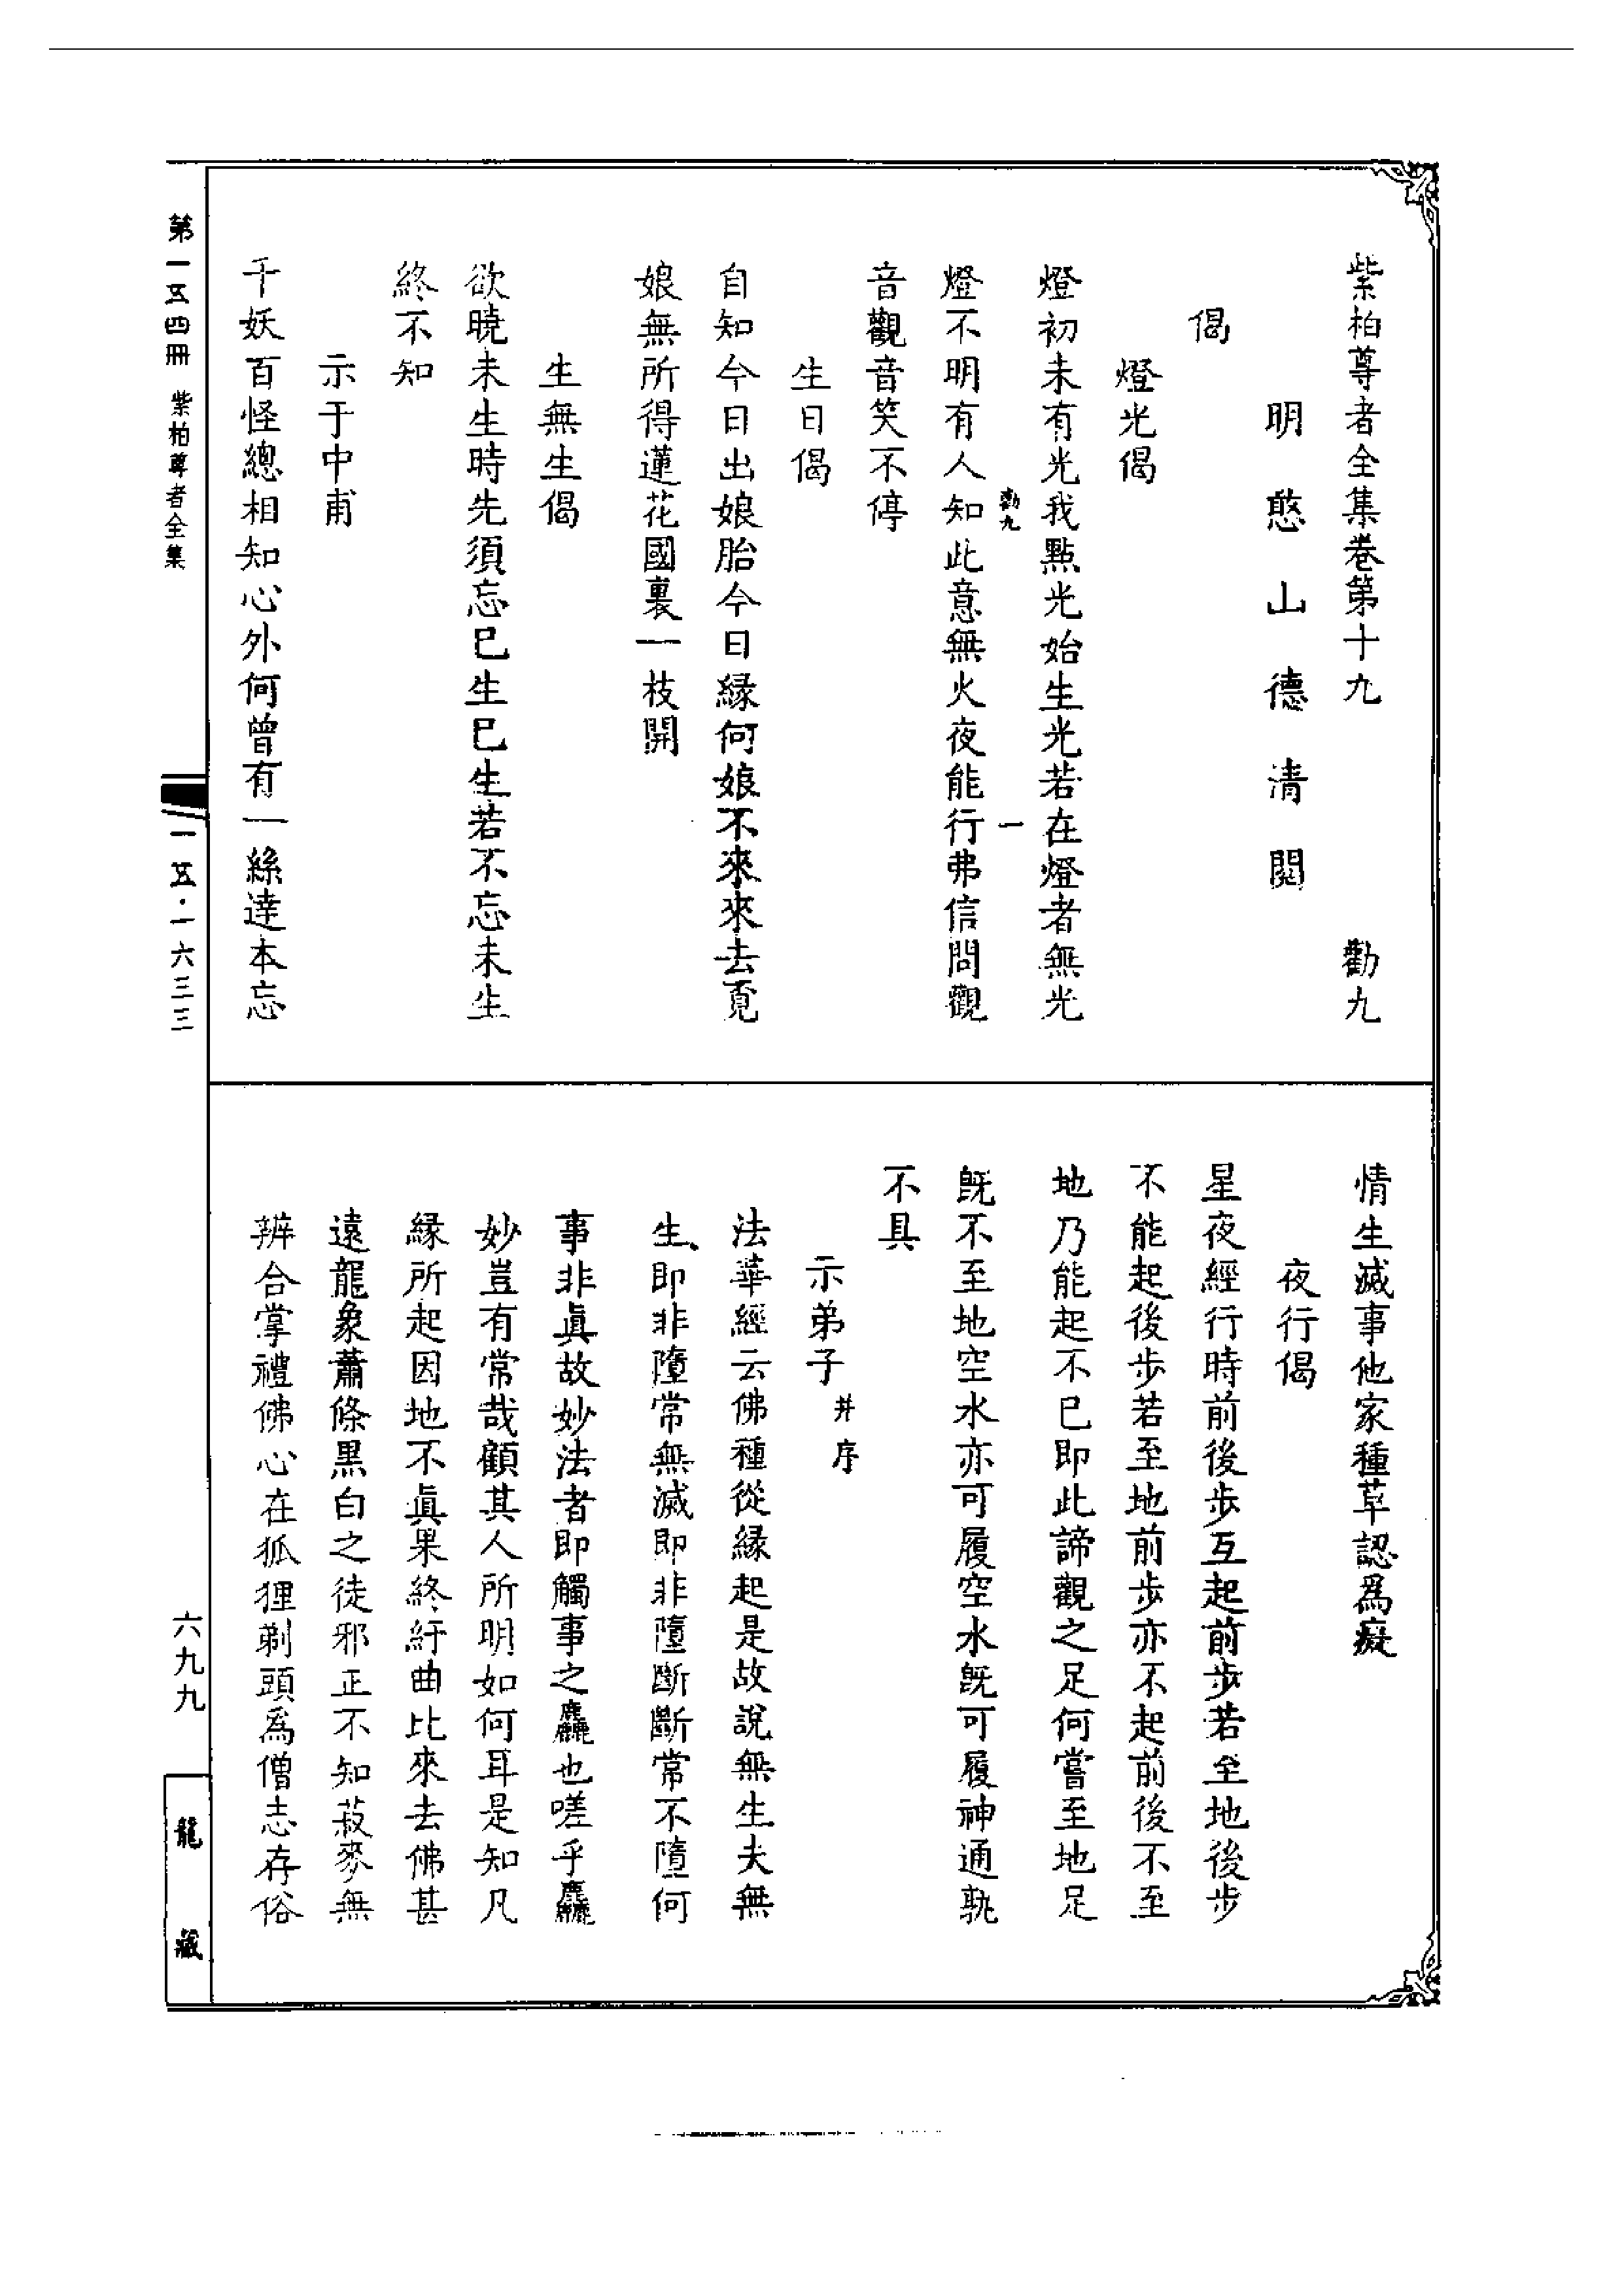 紫柏尊者全集卷第十九　勸九
明憨山德清閱
偈
燈光偈
燈初未有光我點光始生光若在燈者無光
勸九　一
燈不明有人知此意無火夜能行弗信問觀
音觀音笑不停
生日偈
自知今日出娘胎今日緣何娘不來來去覓
娘無所得蓮花國裏一枝開
生無生偈
欲曉未生時先須忘已生已生若不忘未生
終不知
示于中甫
千妖百怪總相知心外何曾有一絲達本忘
情生滅事他家種草認為癡
夜行偈
星夜經行時前後步互起前步若至地後步
不能起後步若至地前步亦不起前後不至
地乃能起不已即此諦觀之足何嘗至地足
既不至地空水亦可履空水既可履神通孰
不具
示弟子 并序
法華經云佛種從緣起是故說無生夫無
生即非墮常無滅即非墮斷斷常不墮何
事非眞故妙法者即觸事之麤也嗟乎麤
妙豈有常哉顧其人所明如何耳是知凡
緣所起因地不眞果終紆曲比來去佛甚
遠龍象蕭條黑白之徒邪正不知菽麥無
辨合掌禮佛心在狐狸剃頭為僧志存俗
第一五四冊　紫柏尊者全集
一五·一六三三
六九九
龍藏